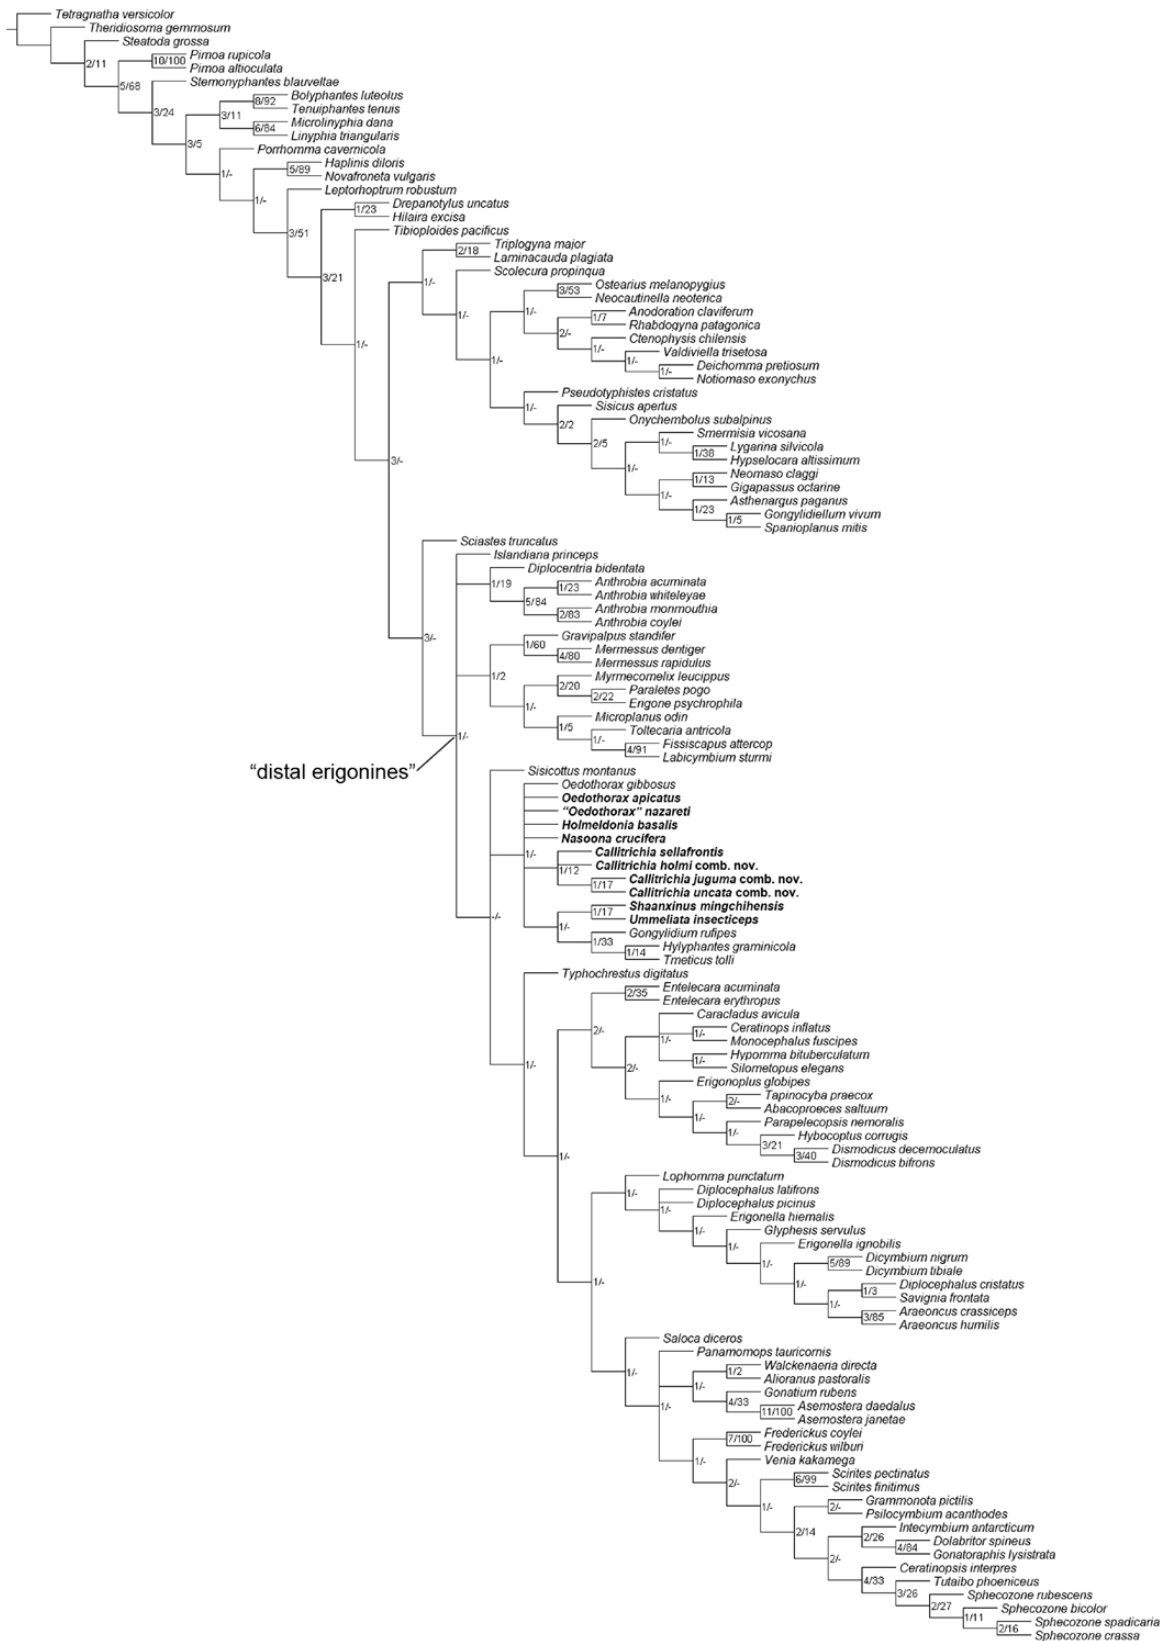 Tetragnatha versicolor
Theridiosoma gemmosum
Steatoda grossa
2/11
Pimoa rupicola
10/100
Pimoa altioculata
5/68
Stemonyphantes blauveltae
Bolyphantes luteolus
8/92
Tenuiphantes tenuis
3/24
3/11
Microlinyphia dana
6/84
Linyphia triangularis
3/5
Porrhomma cavernicola
Haplinis diloris
5/89
1/-
Novafroneta vulgaris
Leptorhoptrum robustum
1/-
Drepanotylus uncatus
1/23
Hilaira excisa
Tibioploides pacificus
3/51
Triplogyna major
2/18
Laminacauda plagiata
Scolecura propinqua
3/21
1/-
Ostearius melanopygius
3/53
Neocautinella neoterica
Anodoration claviferum
1/-
1/-
1/7
Rhabdogyna patagonica
2/-
Ctenophysis chilensis
1/-
1/-
Valdiviella trisetosa
1/-
1/-
Deichomma pretiosum
1/-
Notiomaso exonychus
Pseudotyphistes cristatus
1/-
Sisicus apertus
Onychembolus subalpinus
2/2
Smermisia vicosana
2/5
1/-
Lygarina silvicola
1/38
Hypselocara altissimum
3/-
1/-
Neomaso claggi
1/13
Gigapassus octarine
1/-
Asthenargus paganus
1/23
Gongylidiellum vivum
1/5
Spanioplanus mitis
Sciastes truncatus
Islandiana princeps
Diplocentria bidentata
1/19
Anthrobia acuminata
1/23
Anthrobia whiteleyae
5/84
Anthrobia monmouthia
2/83
Anthrobia coylei
3/-
Gravipalpus standifer
1/60
Mermessus dentiger
4/80
Mermessus rapidulus
1/2
Myrmecomelix leucippus
2/20
Paraletes pogo
2/22
Erigone psychrophila
1/-
Microplanus odin
1/5
Toltecaria antricola
1/-
1/-
Fissiscapus attercop
4/91
Labicymbium sturmi
"distal erigonines"
Sisicottus montanus
Oedothorax gibbosus
Oedothorax apicatus
"Oedothorax" nazareti
Holmeldonia basalis
Nasoona crucifera
1/-
Callitrichia sellafrontis
1/12
Callitrichia holmi comb. nov.
Callitrichia juguma comb. nov.
1/17
Callitrichia uncata comb. nov.
Shaanxinus mingchihensis
1/17
-/-
Ummeliata insecticeps
1/-
Gongylidium rufipes
1/33
Hylyphantes graminicola
1/14
Tmeticus tolli
Typhochrestus digitatus
Entelecara acuminata
2/35
Entelecara erythropus
Caracladus avicula
2/-
Ceratinops inflatus
1/-
1/-
Monocephalus fuscipes
Hypomma bituberculatum
1/-
1/-
2/-
Silometopus elegans
Erigonoplus globipes
1/-
Tapinocyba praecox
2/-
Abacoproeces saltuum
1/-
Parapelecopsis nemoralis
1/-
Hybocoptus corrugis
3/21
Dismodicus decemoculatus
1/-
3/40
Dismodicus bifrons
Lophomma punctatum
1/-
Diplocephalus latifrons
Diplocephalus picinus
1/-
Erigonella hiemalis
1/-
Glyphesis servulus
1/-
Erigonella ignobilis
Dicymbium nigrum
1/-
5/89
Dicymbium tibiale
1/-
1/-
Diplocephalus cristatus
1/3
Savignia frontata
1/-
Araeoncus crassiceps
3/85
Araeoncus humilis
Saloca diceros
Panamomops tauricornis
Walckenaeria directa
1/-
1/2
Alioranus pastoralis
1/-
Gonatium rubens
4/33
1/-
Asemostera daedalus
11/100
Asemostera janetae
Frederickus coylei
7/100
Frederickus wilburi
1/-
Venia kakamega
Scirites pectinatus
2/-
6/99
Scirites finitimus
Grammonota pictilis
1/-
2/-
Psilocymbium acanthodes
Intecymbium antarcticum
2/14
2/26
Dolabritor spineus
4/84
Gonatoraphis lysistrata
2/-
Ceratinopsis interpres
4/33
Tutaibo phoeniceus
3/26
Sphecozone rubescens
2/27
Sphecozone bicolor
1/11
Sphecozone spadicaria
2/16
Sphecozone crassa